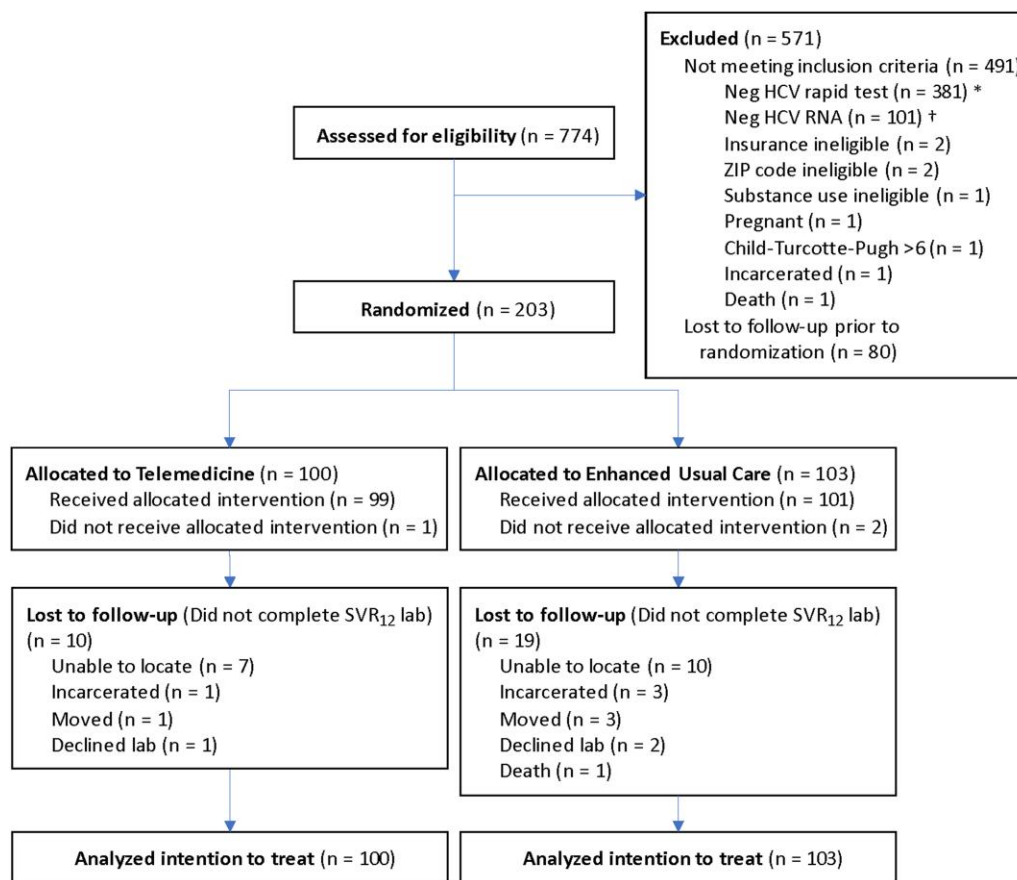 Assessed for eligibility (n = 774)
Excluded (n = 571)
Not meeting inclusion criteria (n = 491)
Neg HCV rapid test (n = 381) *
Neg HCV RNA (n = 101) †
Insurance ineligible (n = 2)
ZIP code ineligible (n = 2)
Substance use ineligible (n = 1)
Pregnant (n = 1)
Child-Turcotte-Pugh >6 (n = 1)
Incarcerated (n = 1)
Death (n = 1)
Lost to follow-up prior to
randomization (n = 80)
Randomized (n = 203)
Allocated to Telemedicine (n = 100)
Received allocated intervention (n = 99)
Did not receive allocated intervention (n = 1)
Allocated to Enhanced Usual Care (n = 103)
Received allocated intervention (n = 101)
Did not receive allocated intervention (n = 2)
Lost to follow-up (Did not complete SVR₁₂ lab)
(n = 10)
Unable to locate (n = 7)
Incarcerated (n = 1)
Moved (n = 1)
Declined lab (n = 1)
Lost to follow-up (Did not complete SVR₁₂ lab)
(n = 19)
Unable to locate (n = 10)
Incarcerated (n = 3)
Moved (n = 3)
Declined lab (n = 2)
Death (n = 1)
Analyzed intention to treat (n = 100)
Analyzed intention to treat (n = 103)